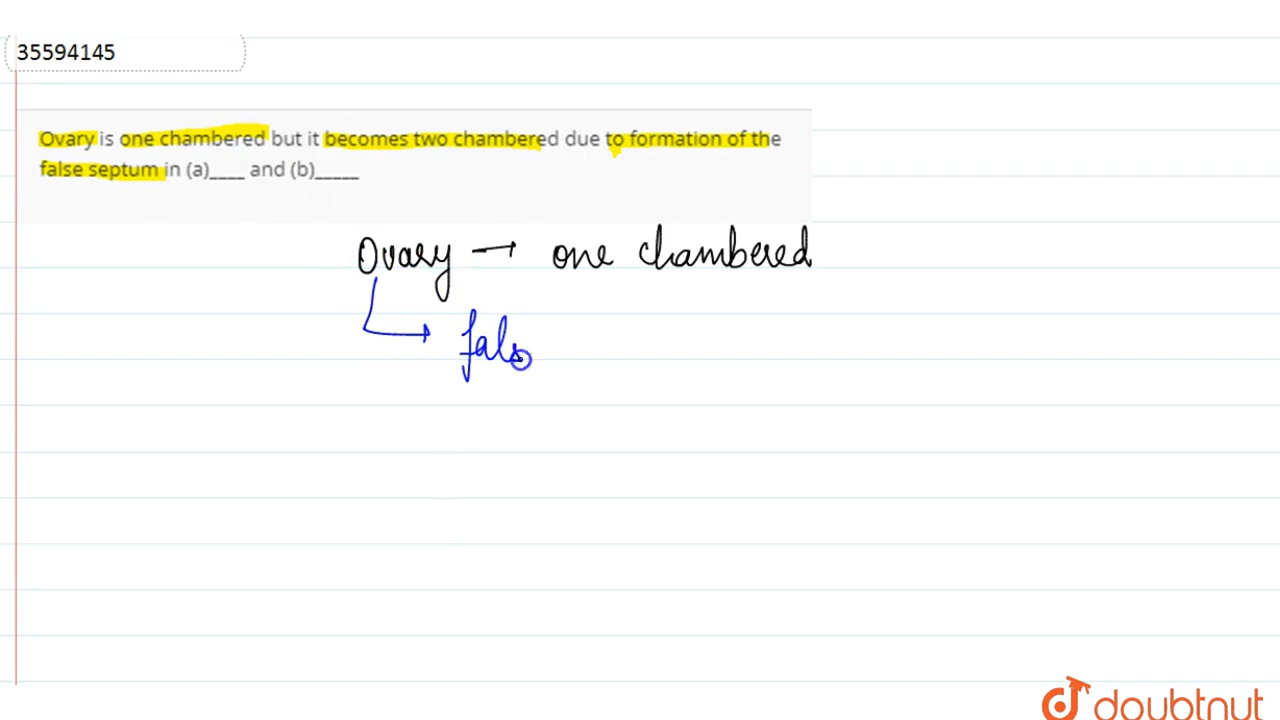 35594145
Ovary is one chambered but it becomes two chambered due to formation of the
false septum in (a)____ and (b)_____
Ovary → one chambered
fals
doubtnut